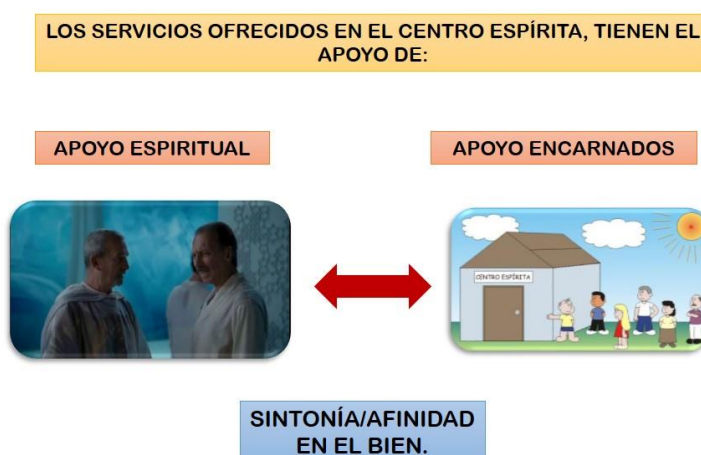 LOS SERVICIOS OFRECIDOS EN EL CENTRO ESPÍRITA, TIENEN EL
APOYO DE:
APOYO ESPIRITUAL
APOYO ENCARNADOS
CENTRO ESPÍRITA
SINTONÍA/AFINIDAD
EN EL BIEN.